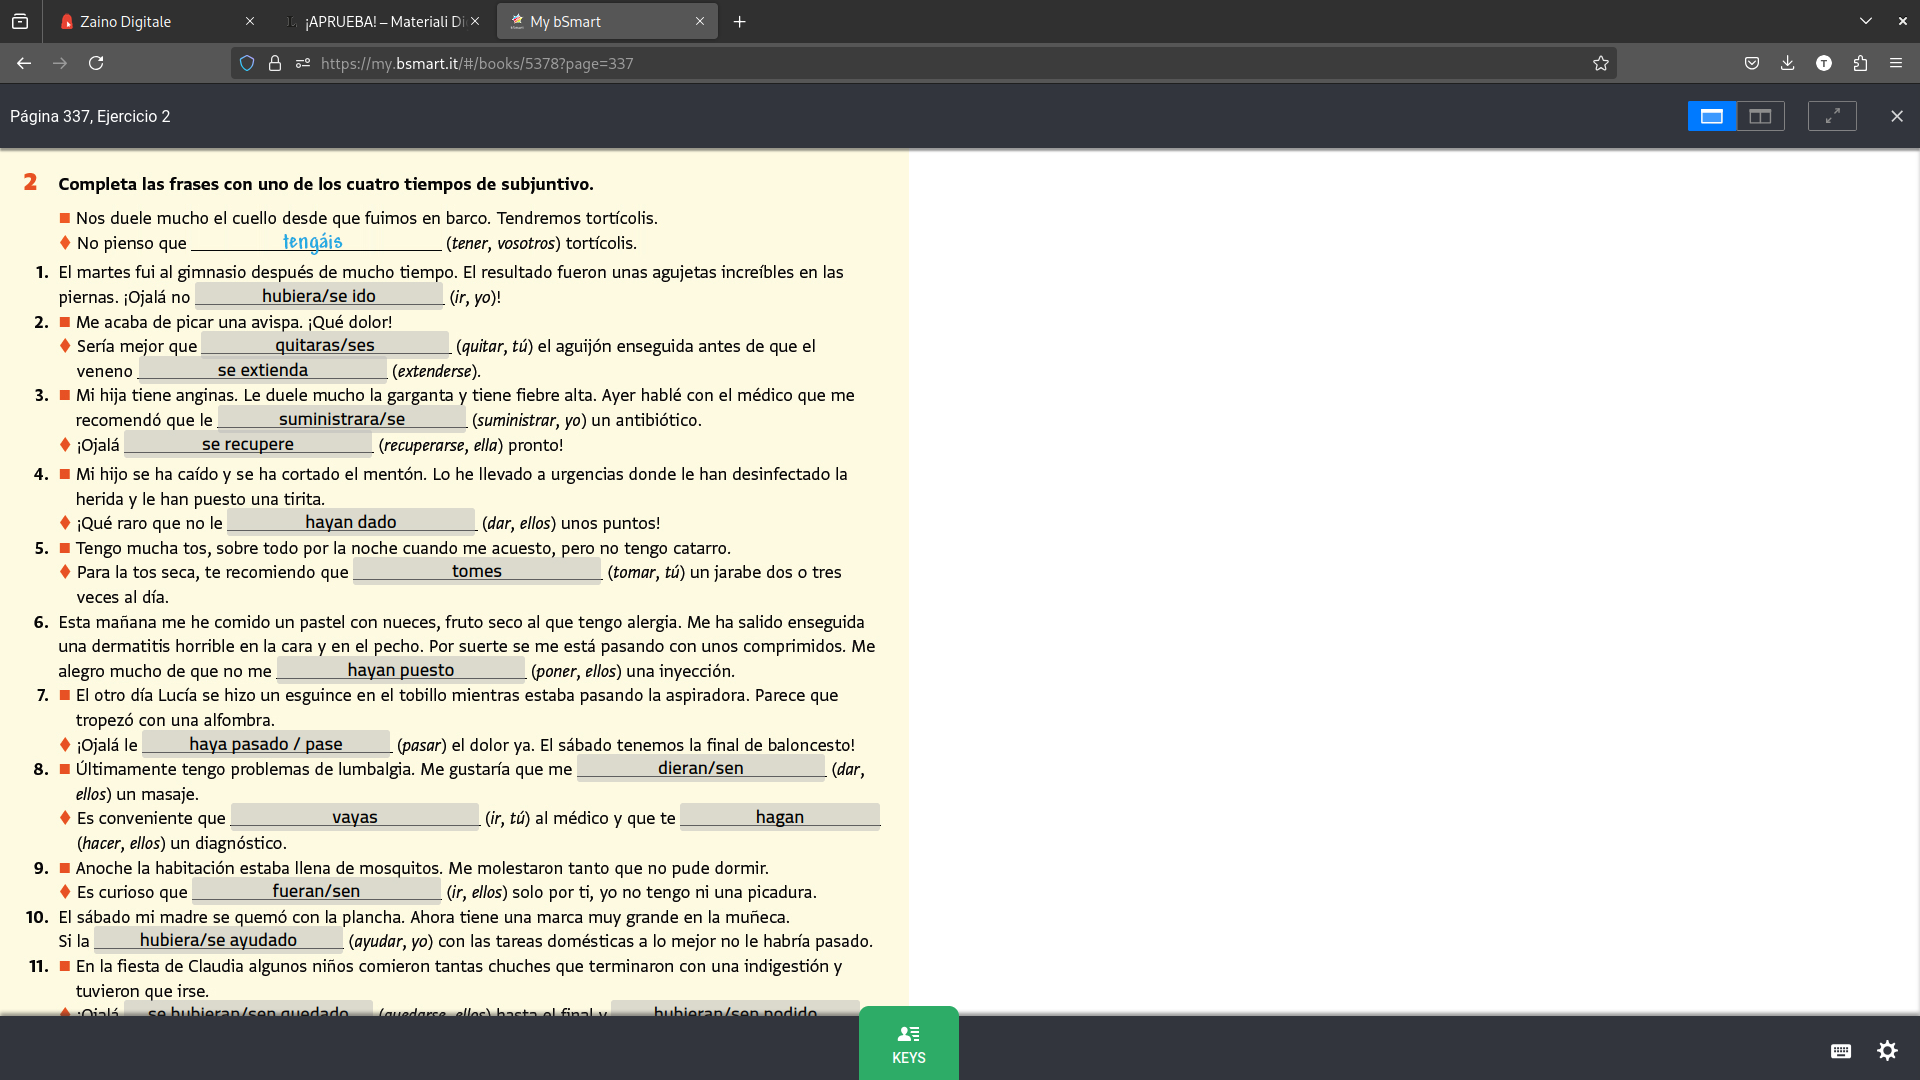 Zaino Digitale
¡APRUEBA! – Materiali Di
My bSmart
https://my.bsmart.it/#/books/5378?page=337
T
Página 337, Ejercicio 2
2 Completa las frases con uno de los cuatro tiempos de subjuntivo.
Nos duele mucho el cuello desde que fuimos en barco. Tendremos tortícolis.
No pienso que tengáis (tener, vosotros) tortícolis.
1. El martes fui al gimnasio después de mucho tiempo. El resultado fueron unas agujetas increíbles en las
piernas. ¡Ojalá no hubiera/se ido (ir, yo)!
2. Me acaba de picar una avispa. ¡Qué dolor!
Sería mejor que quitaras/ses (quitar, tú) el aguijón enseguida antes de que el
veneno se extienda (extenderse).
3. Mi hija tiene anginas. Le duele mucho la garganta y tiene fiebre alta. Ayer hablé con el médico que me
recomendó que le suministrara/se (suministrar, yo) un antibiótico.
¡Ojalá se recupere (recuperarse, ella) pronto!
4. Mi hijo se ha caído y se ha cortado el mentón. Lo he llevado a urgencias donde le han desinfectado la
herida y le han puesto una tirita.
¡Qué raro que no le hayan dado (dar, ellos) unos puntos!
5. Tengo mucha tos, sobre todo por la noche cuando me acuesto, pero no tengo catarro.
Para la tos seca, te recomiendo que tomes (tomar, tú) un jarabe dos o tres
veces al día.
6. Esta mañana me he comido un pastel con nueces, fruto seco al que tengo alergia. Me ha salido enseguida
una dermatitis horrible en la cara y en el pecho. Por suerte se me está pasando con unos comprimidos. Me
alegro mucho de que no me hayan puesto (poner, ellos) una inyección.
7. El otro día Lucía se hizo un esguince en el tobillo mientras estaba pasando la aspiradora. Parece que
tropezó con una alfombra.
¡Ojalá le haya pasado / pase (pasar) el dolor ya. El sábado tenemos la final de baloncesto!
8. Últimamente tengo problemas de lumbalgia. Me gustaría que me dieran/sen (dar,
ellos) un masaje.
Es conveniente que vayas (ir, tú) al médico y que te hagan
(hacer, ellos) un diagnóstico.
9. Anoche la habitación estaba llena de mosquitos. Me molestaron tanto que no pude dormir.
Es curioso que fueran/sen (ir, ellos) solo por ti, yo no tengo ni una picadura.
10. El sábado mi madre se quemó con la plancha. Ahora tiene una marca muy grande en la muñeca.
Si la hubiera/se ayudado (ayudar, yo) con las tareas domésticas a lo mejor no le habría pasado.
11. En la fiesta de Claudia algunos niños comieron tantas chuches que terminaron con una indigestión y
tuvieron que irse.
¡Ojalá se hubieran/sen quedado (quedarse, ellos) hasta el final y hubieran/sen podido
KEYS